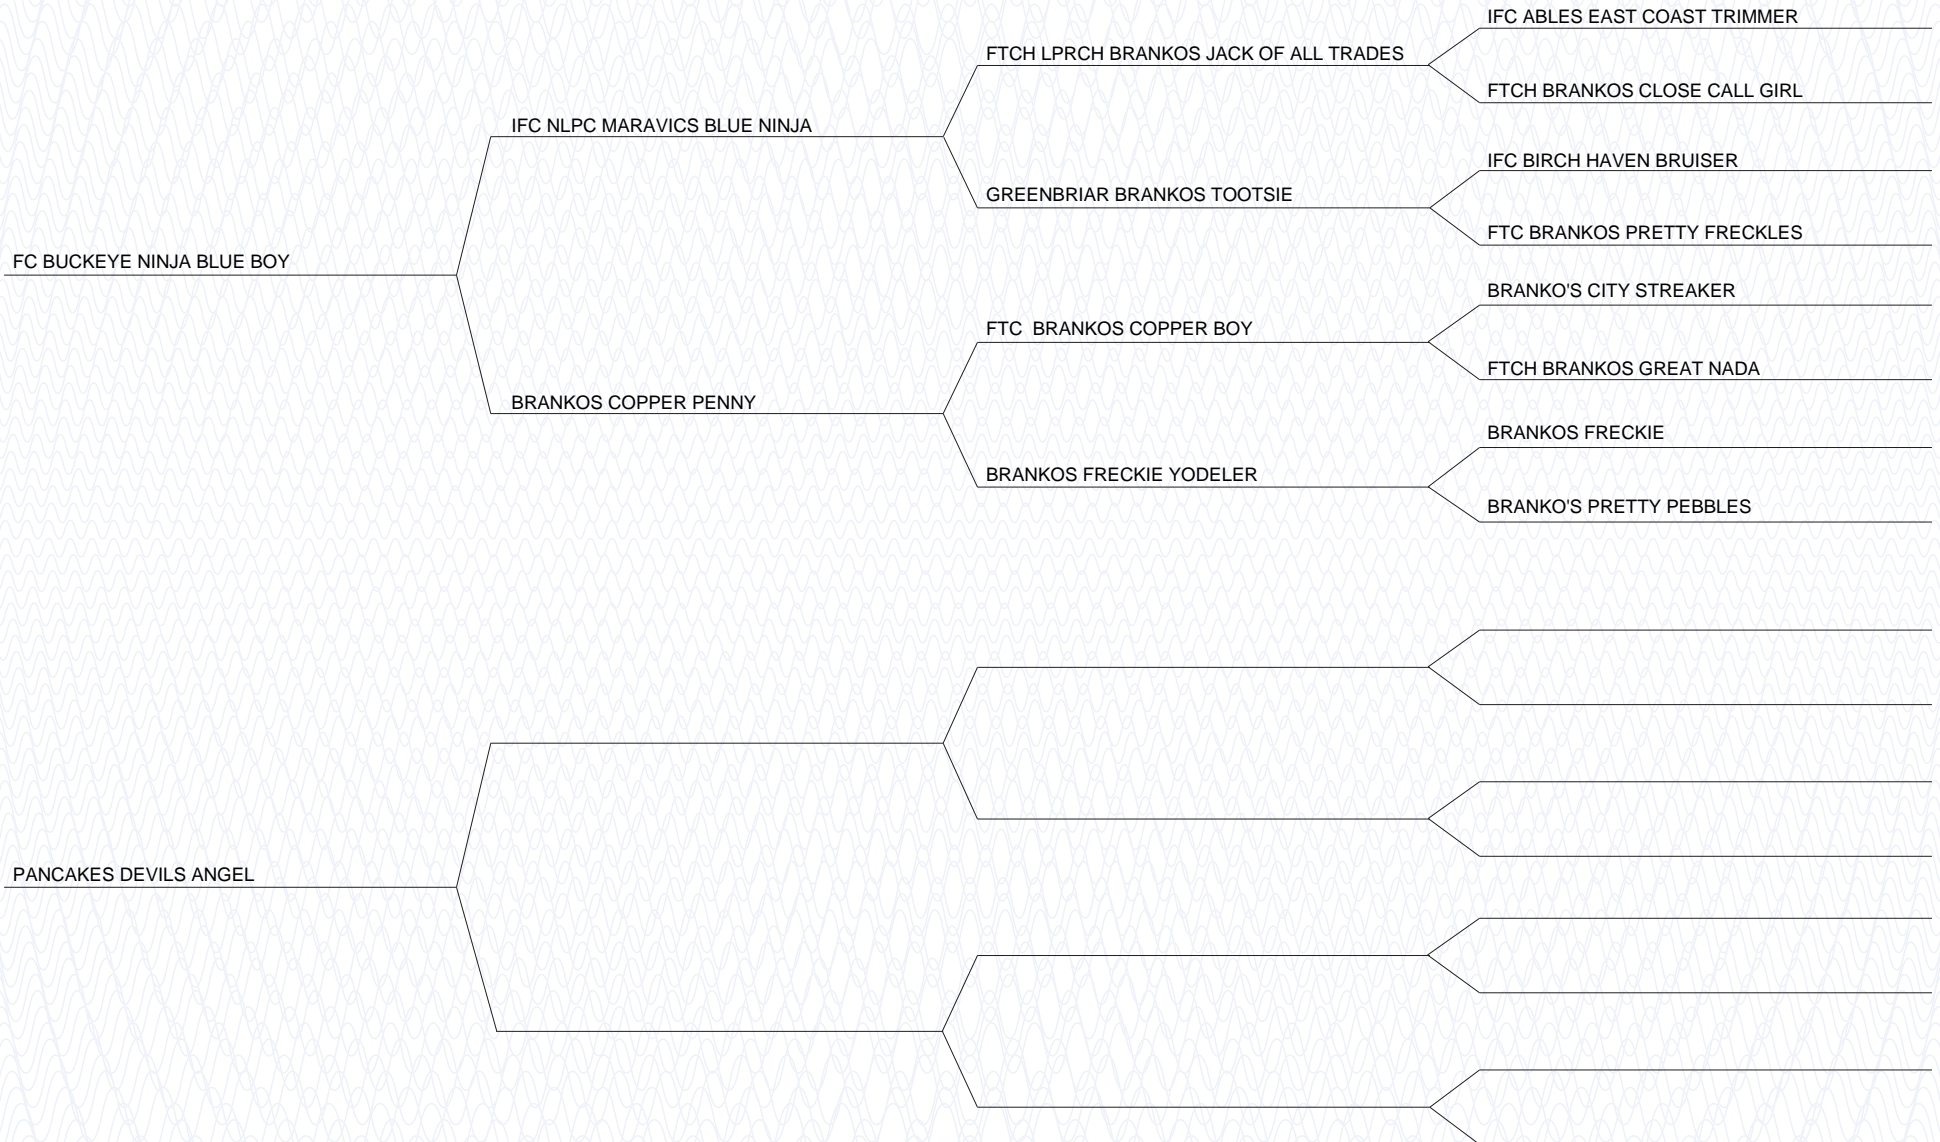 IFC ABLES EAST COAST TRIMMER
FTCH LPRCH BRANKOS JACK OF ALL TRADES
FTCH BRANKOS CLOSE CALL GIRL
IFC NLPC MARAVICS BLUE NINJA
IFC BIRCH HAVEN BRUISER
GREENBRIAR BRANKOS TOOTSIE
FTC BRANKOS PRETTY FRECKLES
FC BUCKEYE NINJA BLUE BOY
BRANKO'S CITY STREAKER
FTC  BRANKOS COPPER BOY
FTCH BRANKOS GREAT NADA
BRANKOS COPPER PENNY
BRANKOS FRECKIE
BRANKOS FRECKIE YODELER
BRANKO'S PRETTY PEBBLES
PANCAKES DEVILS ANGEL